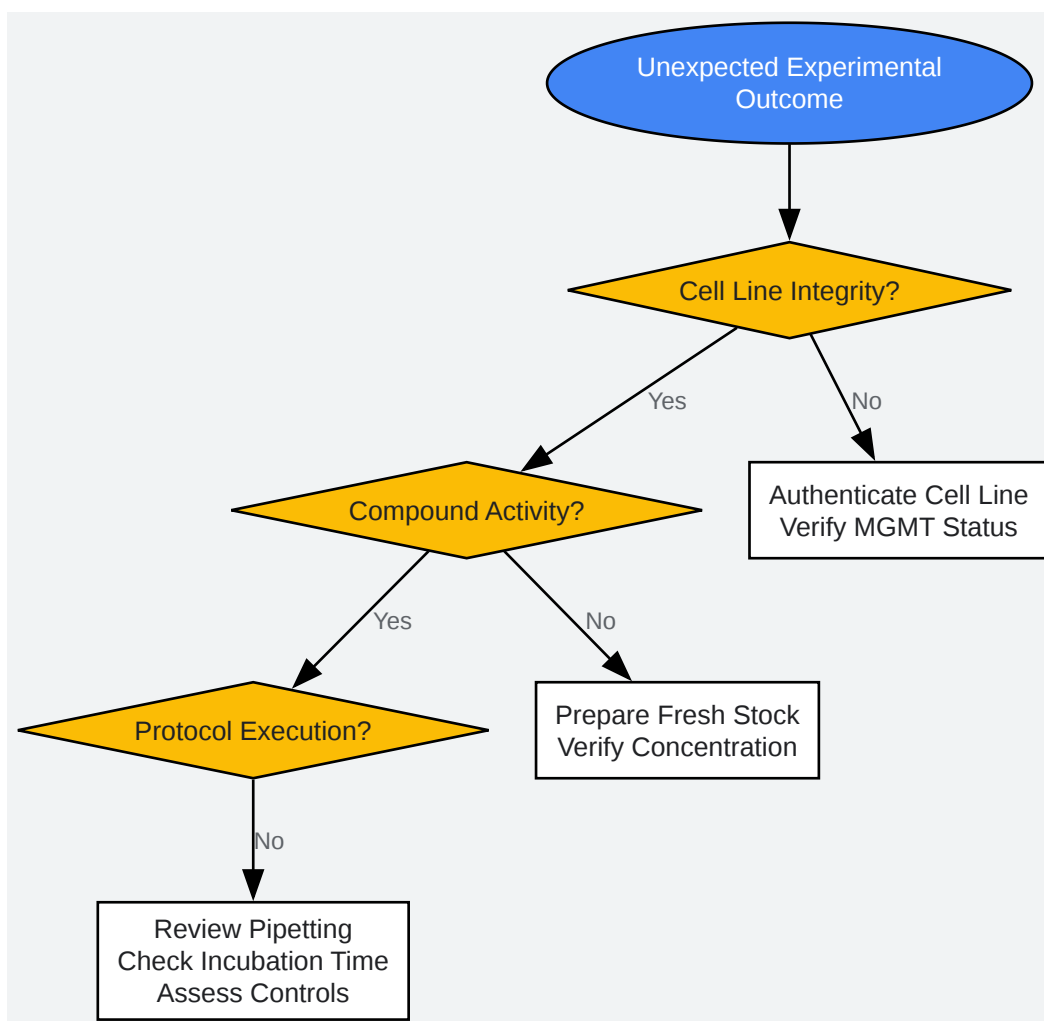 Unexpected Experimental
Outcome
Cell Line Integrity?
Yes
No
Compound Activity?
Authenticate Cell Line
Verify MGMT Status
Yes
No
Protocol Execution?
Prepare Fresh Stock
Verify Concentration
No
Review Pipetting
Check Incubation Time
Assess Controls